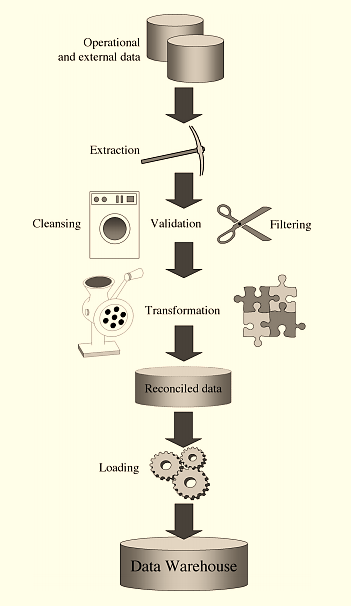 Operational
and external data
Extraction
Cleansing
Validation
Filtering
Transformation
Reconciled data
Loading
Data Warehouse